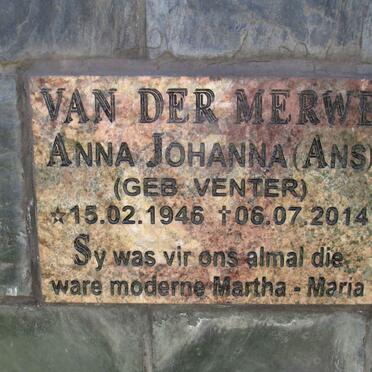 VAN DER MERWE
ANNA JOHANNA (ANS)
(GEB VENTER)
☆15.02.1946 †06.07.2014
Sy was vir ons almal die
ware moderne Martha - Maria